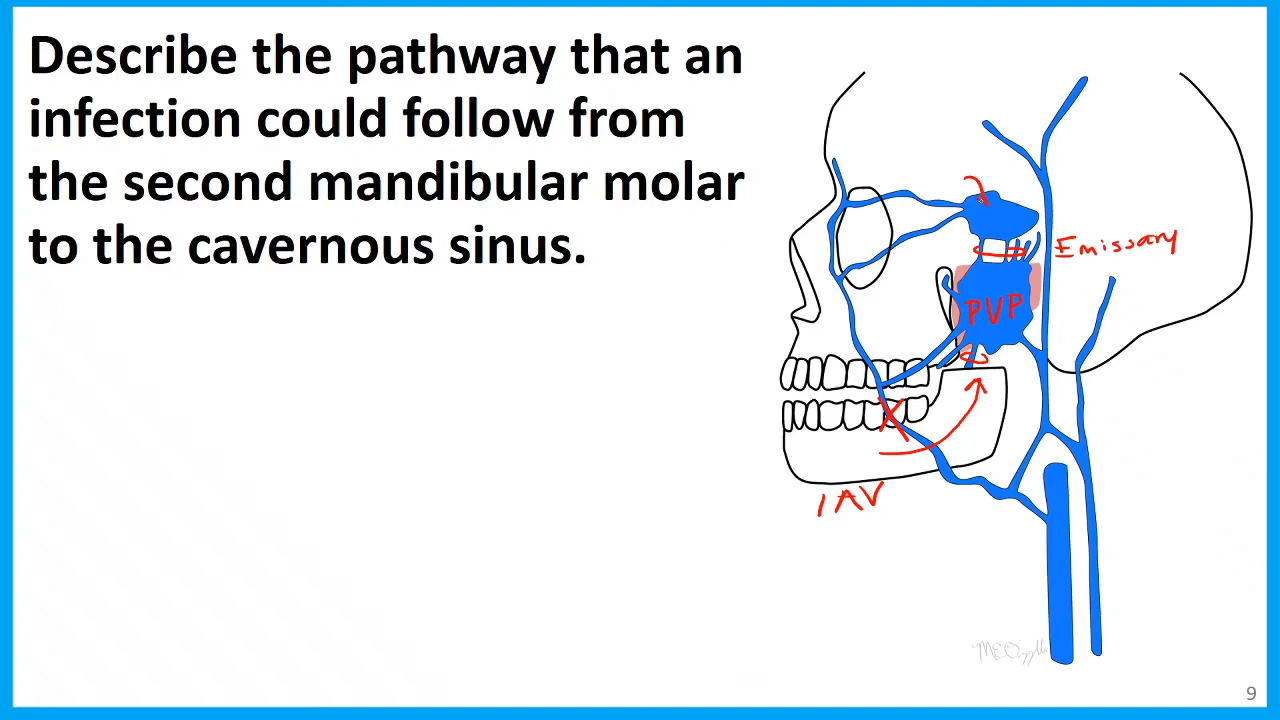 Describe the pathway that an
infection could follow from
the second mandibular molar
to the cavernous sinus.
Emissary
PVP
IAV
9